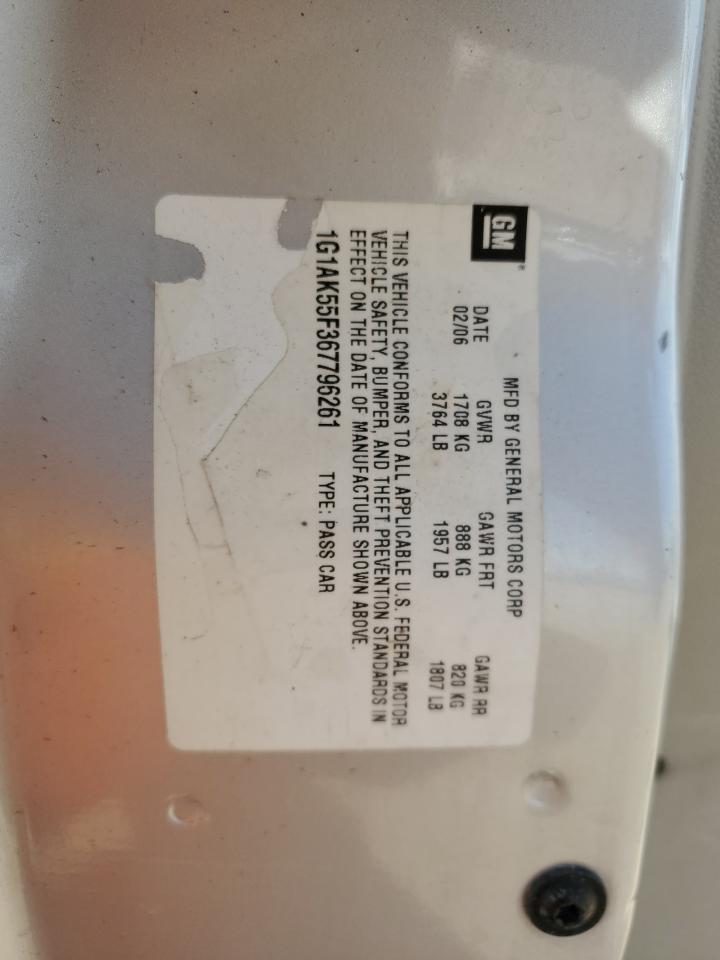 GM®
MFD BY GENERAL MOTORS CORP
DATE GVWR GAWR FRT GAWR RR
02/06 1708 KG 888 KG 820 KG
3764 LB 1957 LB 1807 LB
THIS VEHICLE CONFORMS TO ALL APPLICABLE U.S. FEDERAL MOTOR
VEHICLE SAFETY, BUMPER, AND THEFT PREVENTION STANDARDS IN
EFFECT ON THE DATE OF MANUFACTURE SHOWN ABOVE.
1G1AK55F367796261 TYPE: PASS CAR